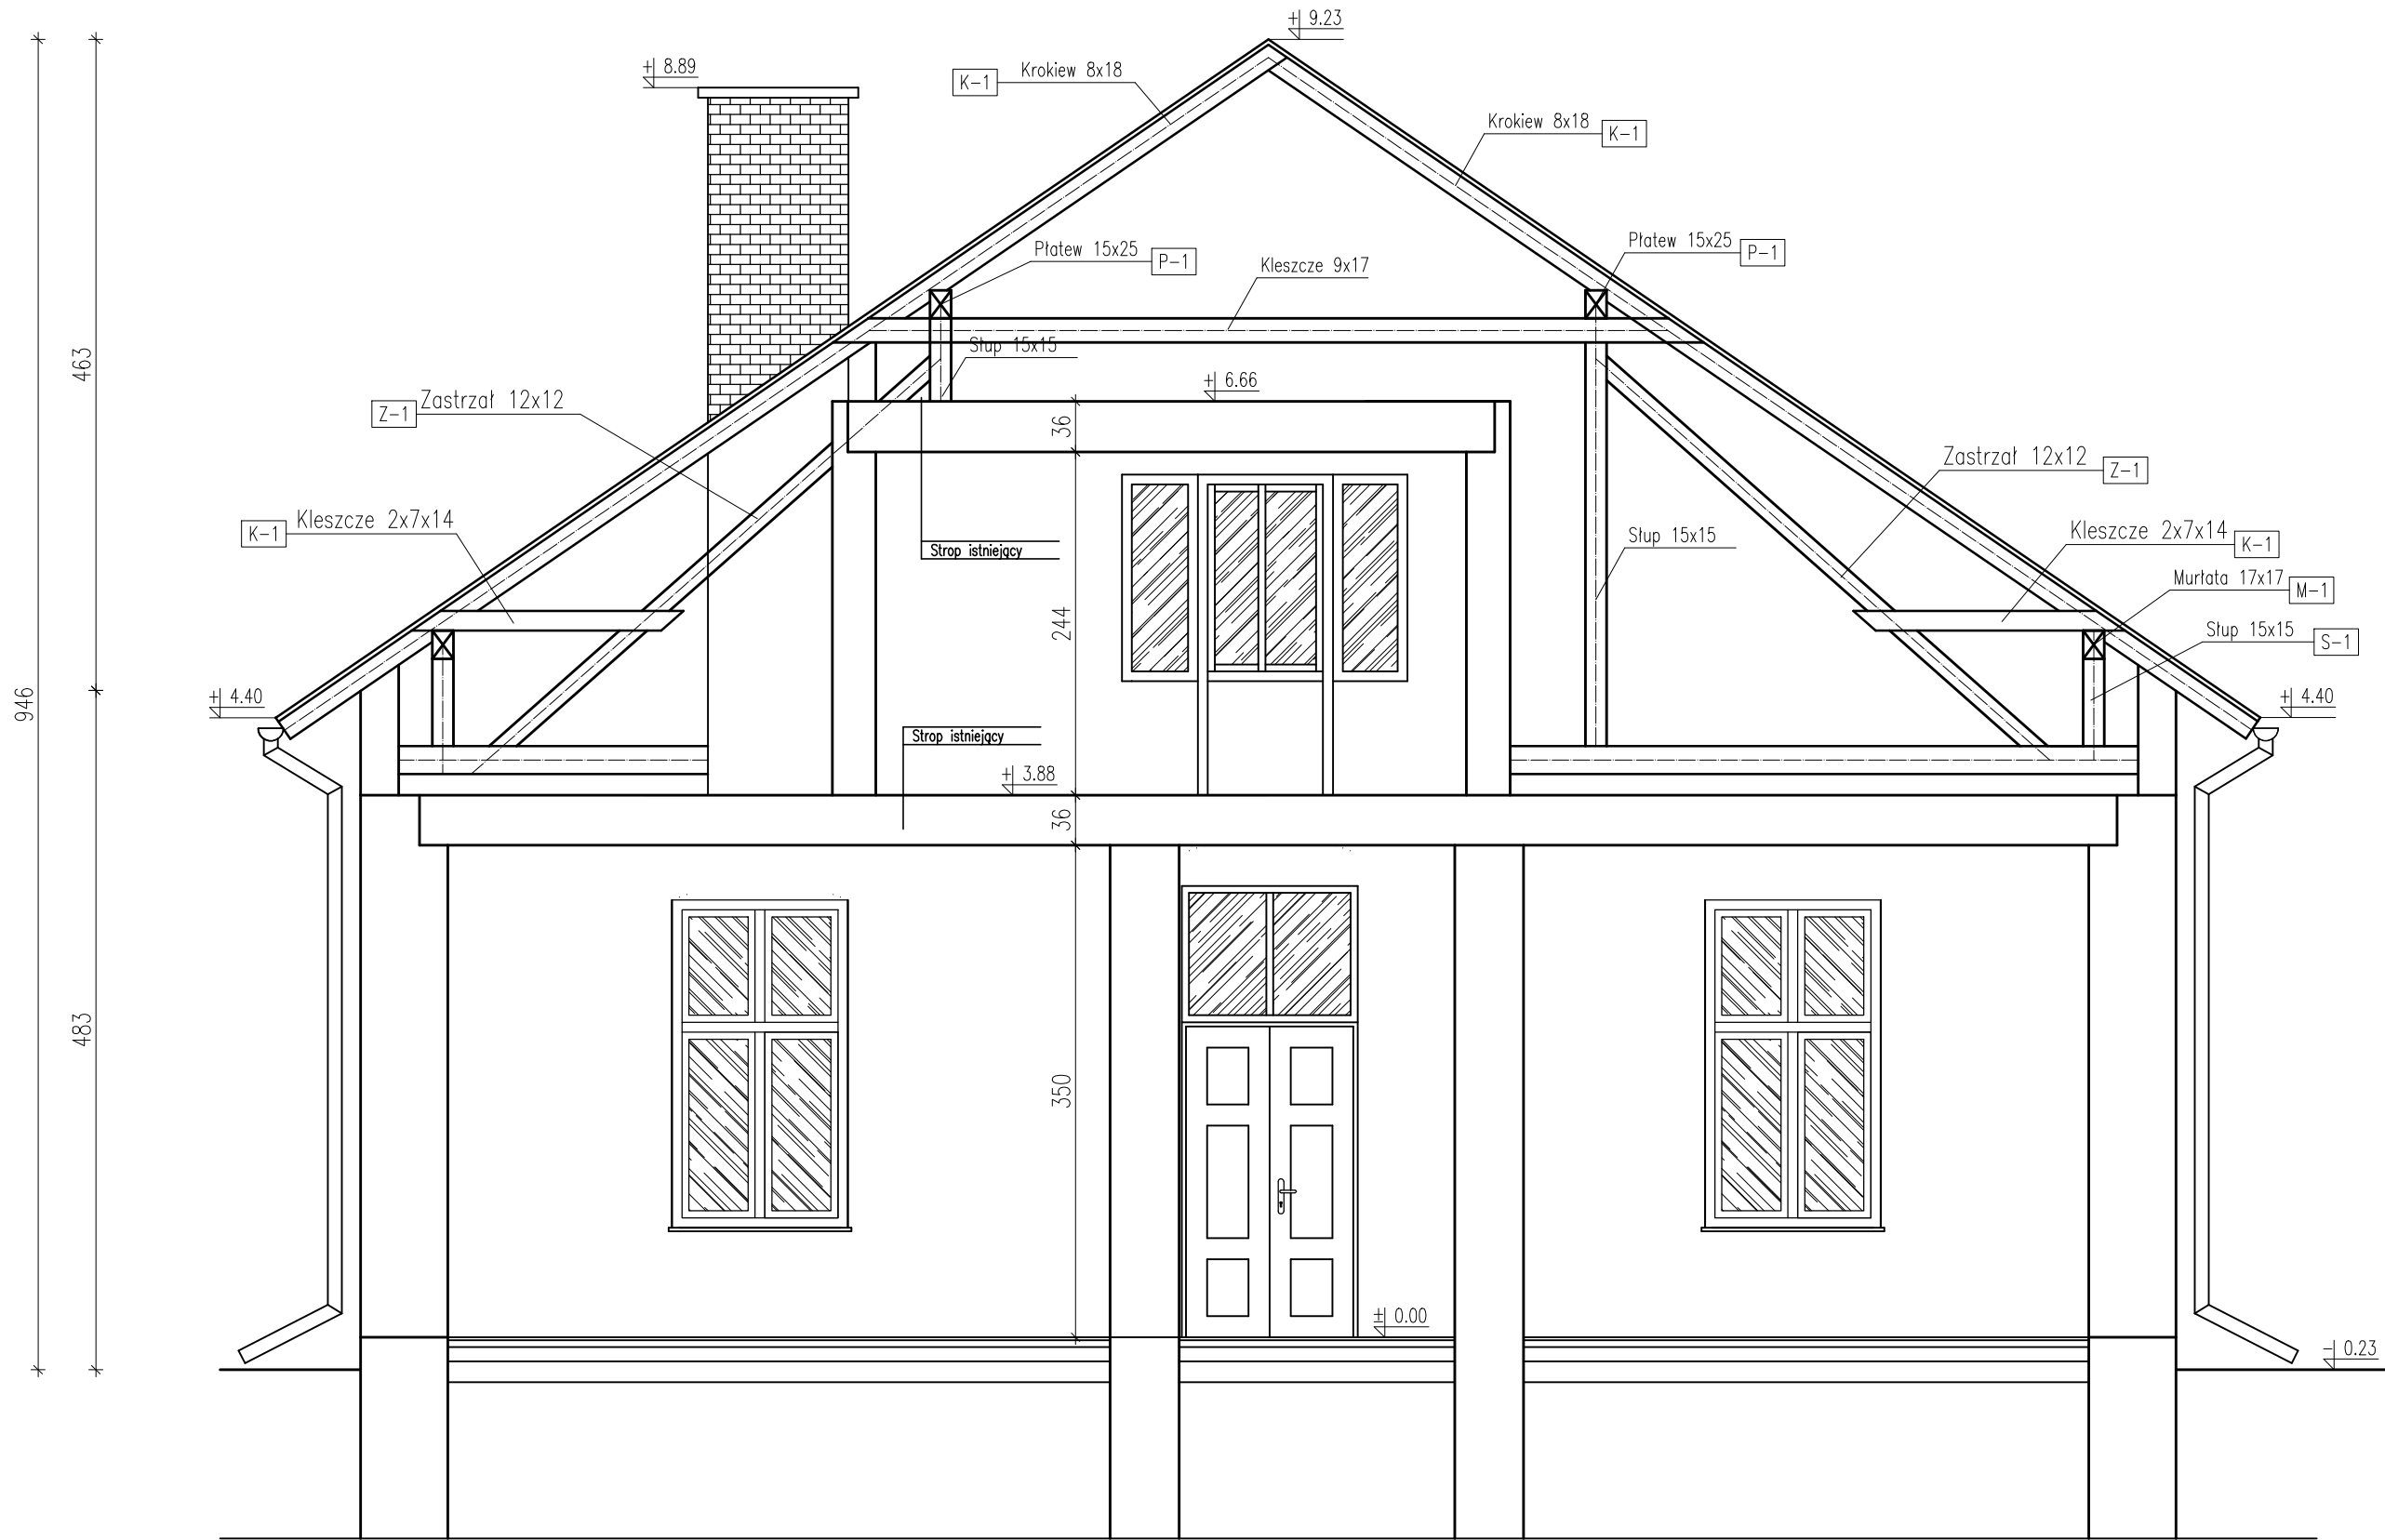 + 9.23
+ 8.89
K-1 Krokiew 8x18
Krokiew 8x18 K-1
Płatew 15x25 P-1
Płatew 15x25 P-1
Kleszcze 9x17
463
Słup 15x15
+ 6.66
Z-1 Zastrzał 12x12
36
Zastrzał 12x12 Z-1
K-1 Kleszcze 2x7x14
Kleszcze 2x7x14 K-1
Słup 15x15
Strop istniejący
Murłata 17x17 M-1
244
Słup 15x15 S-1
946
+ 4.40
+ 4.40
Strop istniejący
+ 3.88
36
483
350
± 0.00
- 0.23